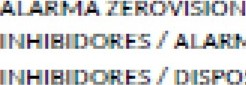 ALARMA ZEROVISION
INHIBIDORES / ALARM
INHIBIDORES / DISPOS